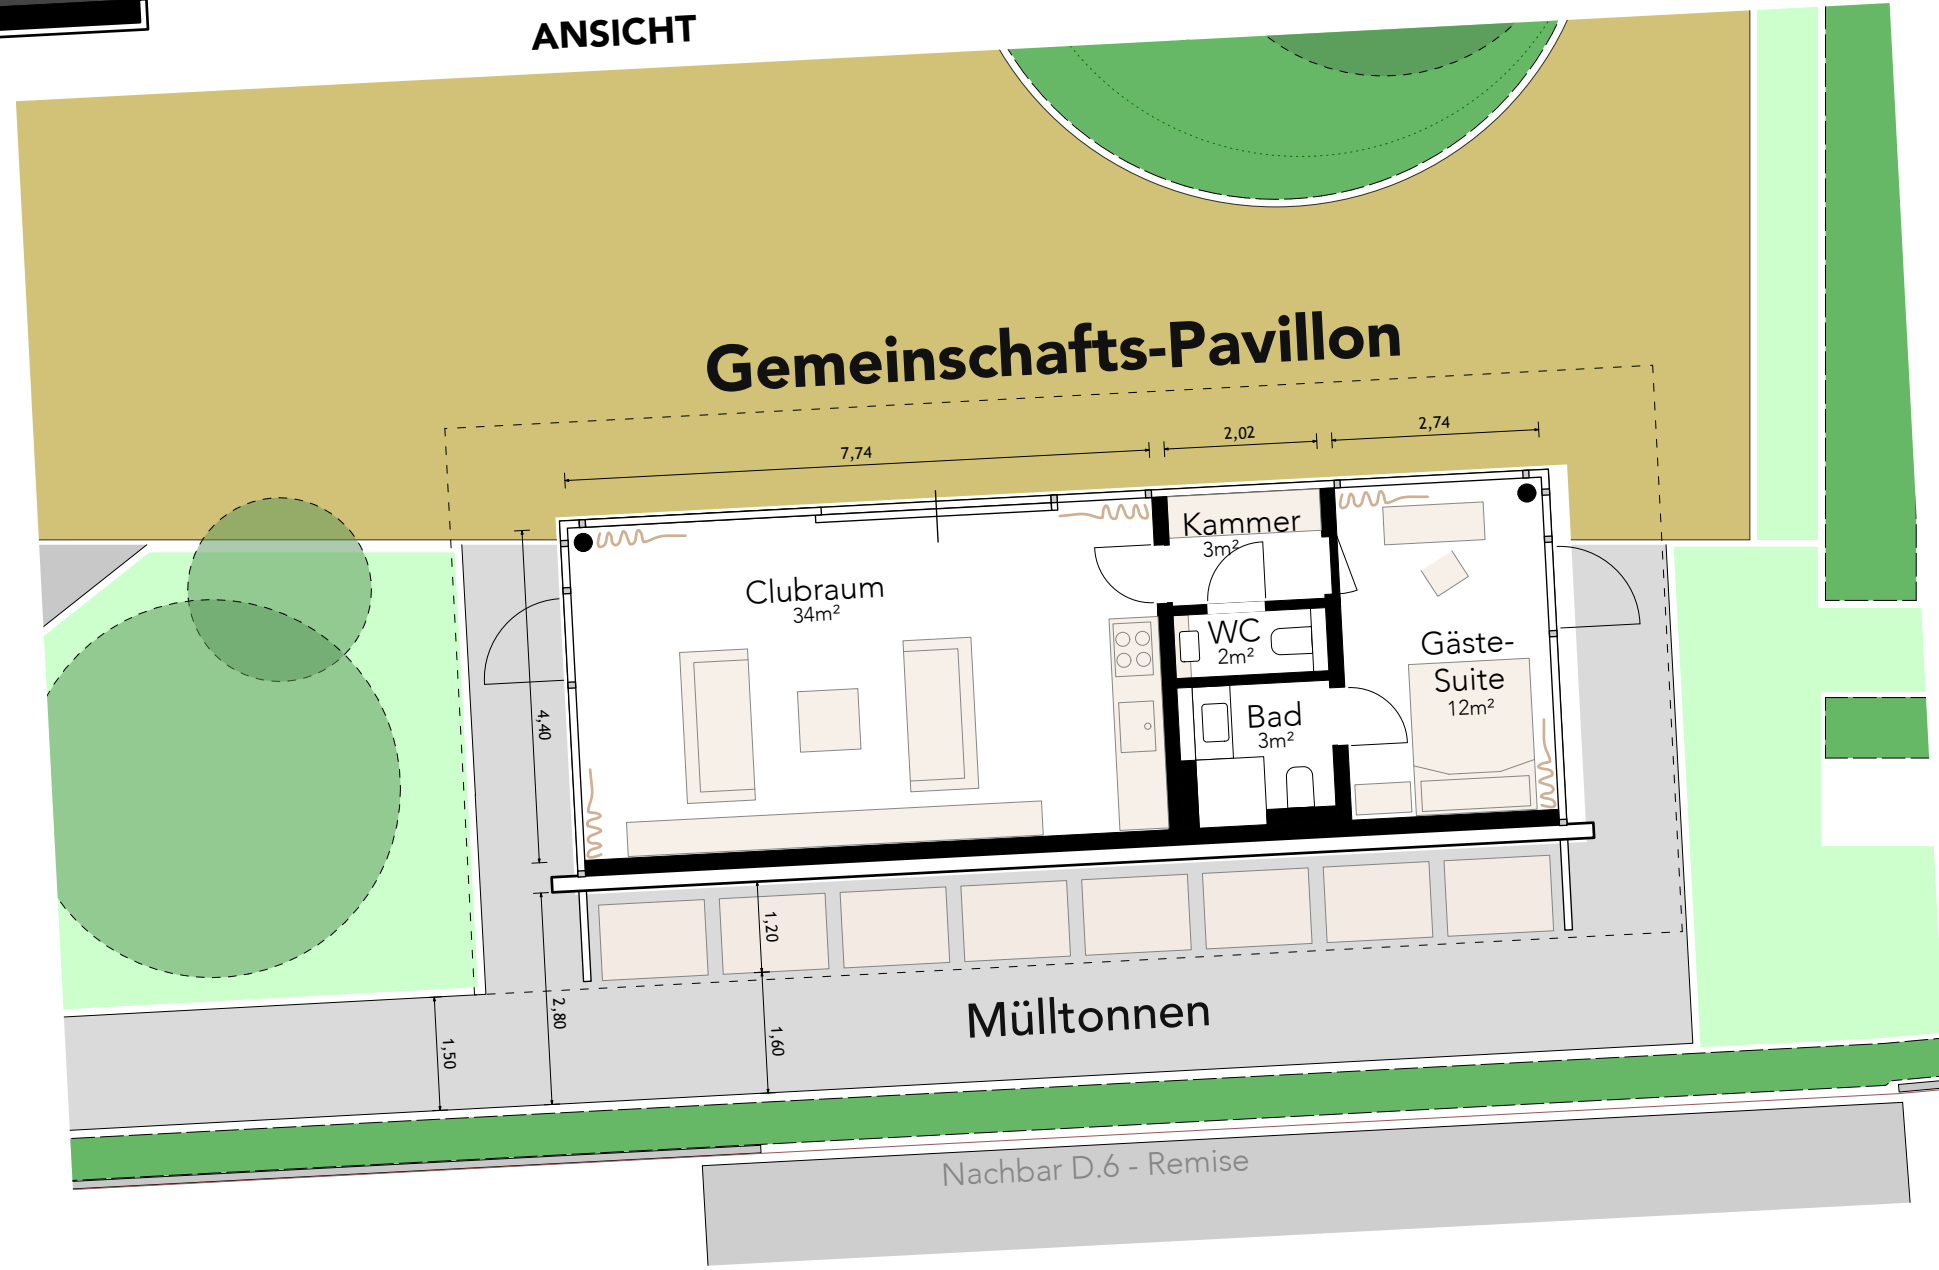 ANSICHT
Gemeinschafts-Pavillon
7,74
2,02
2,74
Kammer
3m²
Clubraum
34m²
WC
2m²
Gäste-
Suite
12m²
Bad
3m²
4,40
1,20
2,80
1,60
1,50
Mülltonnen
Nachbar D.6 - Remise